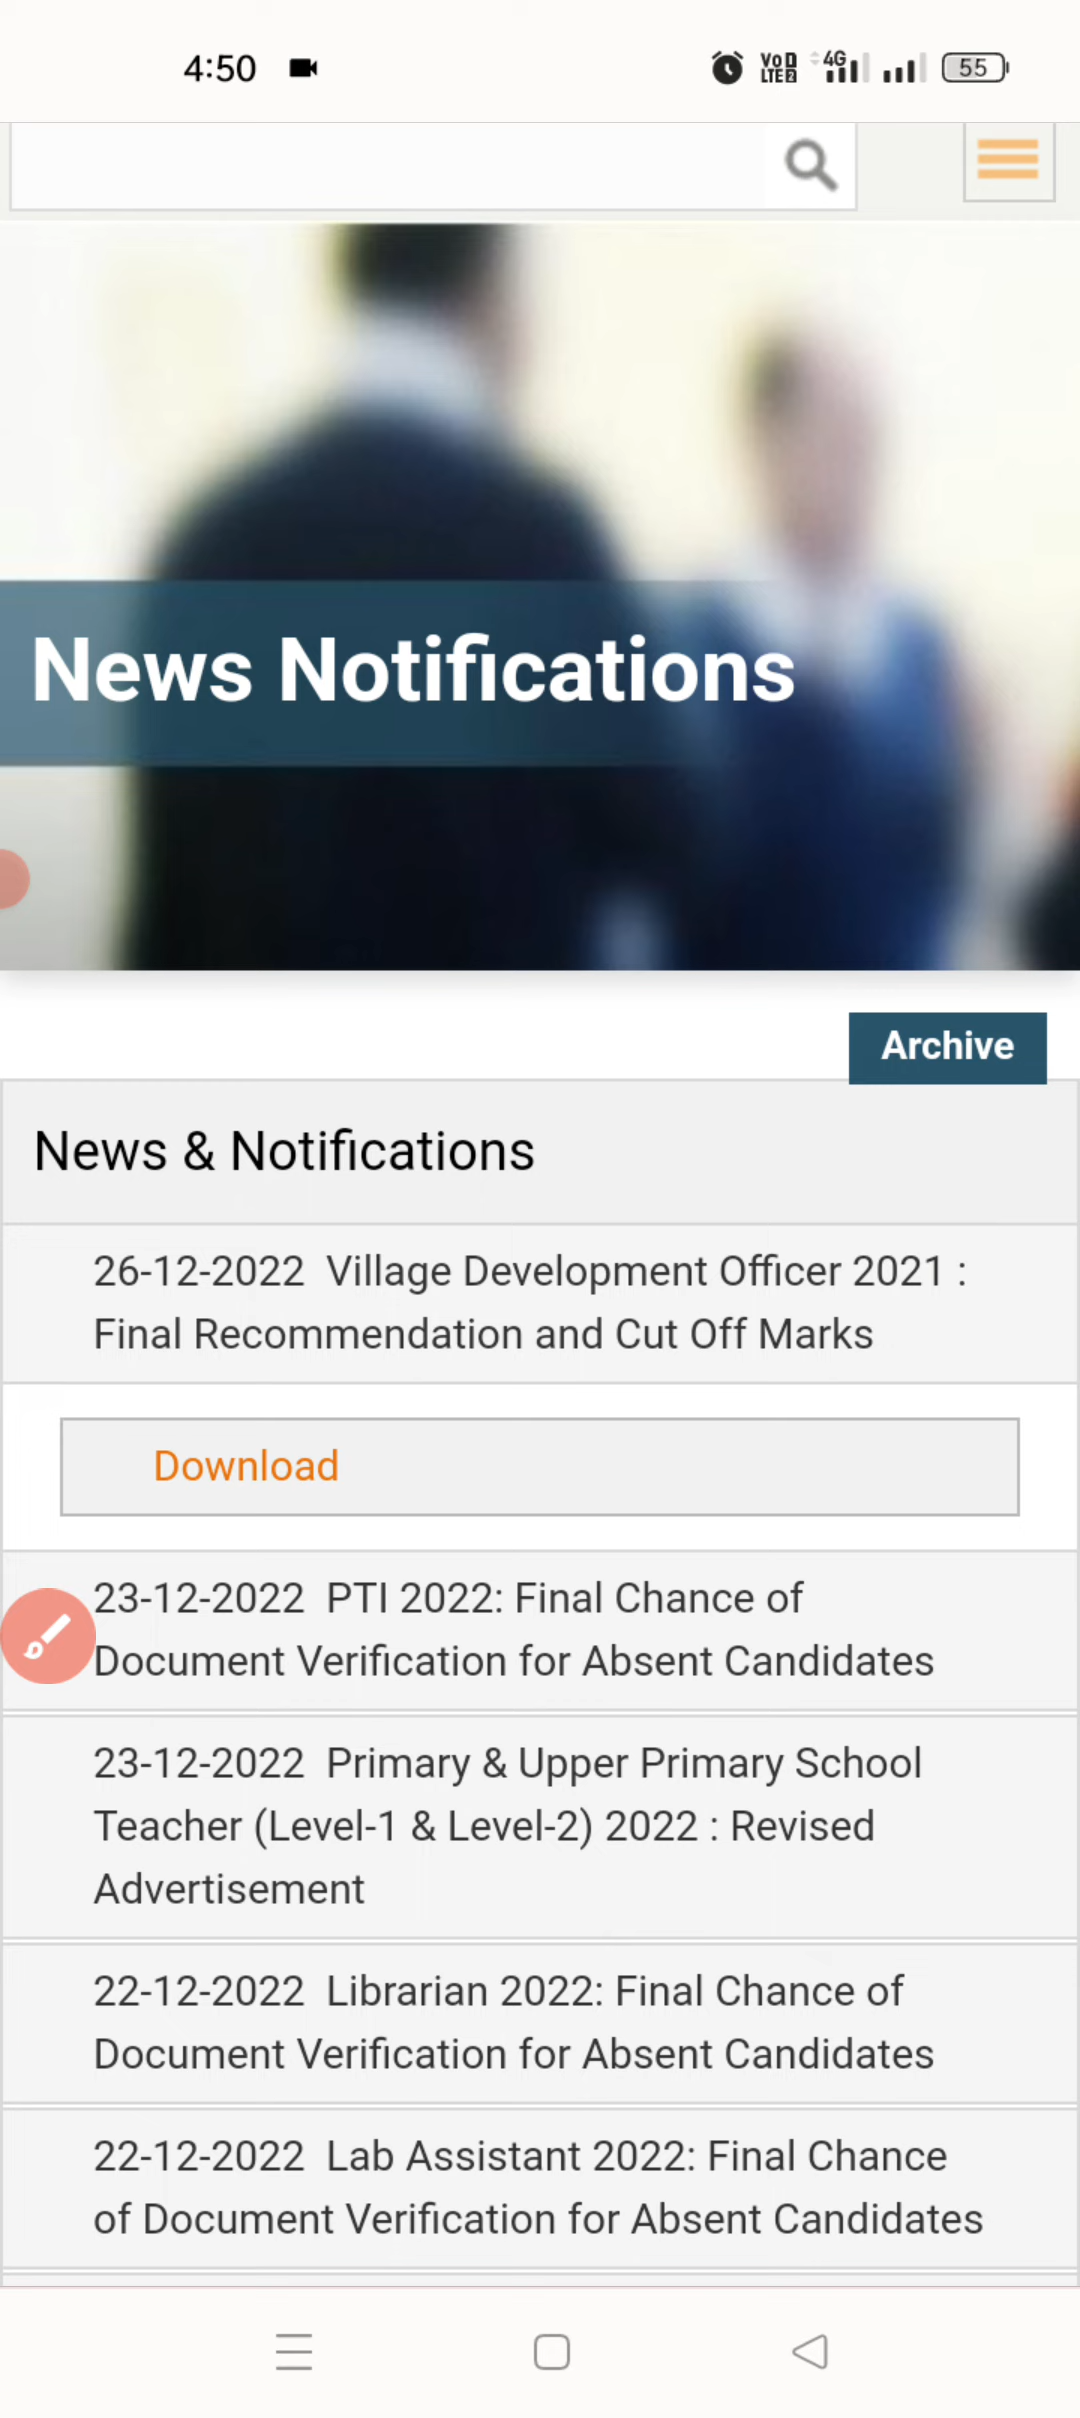 4:50
Vo LTE 2 4G 55
News Notifications
Archive
News & Notifications
26-12-2022 Village Development Officer 2021 :
Final Recommendation and Cut Off Marks
Download
23-12-2022 PTI 2022: Final Chance of
Document Verification for Absent Candidates
23-12-2022 Primary & Upper Primary School
Teacher (Level-1 & Level-2) 2022 : Revised
Advertisement
22-12-2022 Librarian 2022: Final Chance of
Document Verification for Absent Candidates
22-12-2022 Lab Assistant 2022: Final Chance
of Document Verification for Absent Candidates